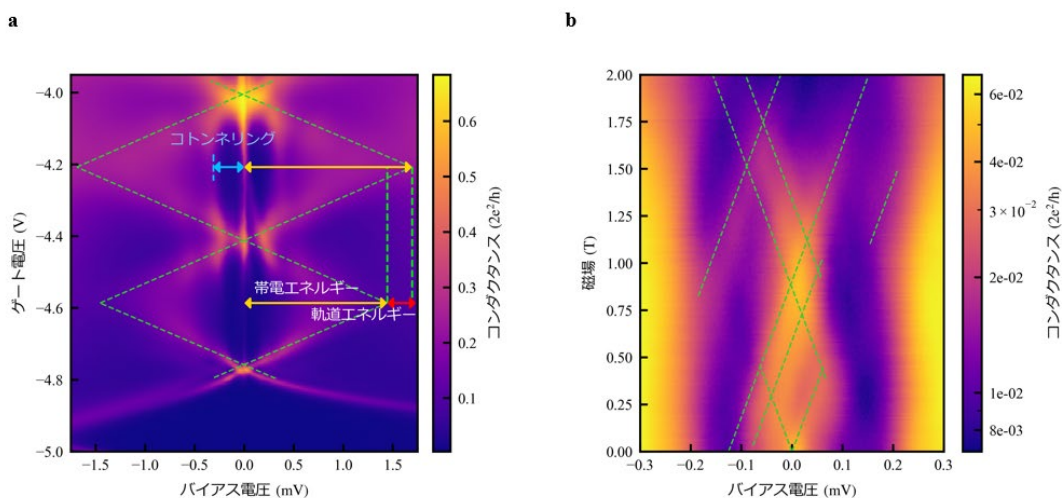 a
b
−4.0
−4.2
−4.4
−4.6
−4.8
−5.0
ゲート電圧 (V)
−1.5
−1.0
−0.5
0.0
0.5
1.0
1.5
バイアス電圧 (mV)
コトンネリング
帯電エネルギー
軌道エネルギー
0.6
0.5
0.4
0.3
0.2
0.1
コンダクタンス (2e²/h)
2.00
1.75
1.50
1.25
1.00
0.75
0.50
0.25
0.00
磁場 (T)
−0.3
−0.2
−0.1
0.0
0.1
0.2
0.3
バイアス電圧 (mV)
6e-02
4e-02
3 × 10⁻²
2e-02
1e-02
8e-03
コンダクタンス (2e²/h)